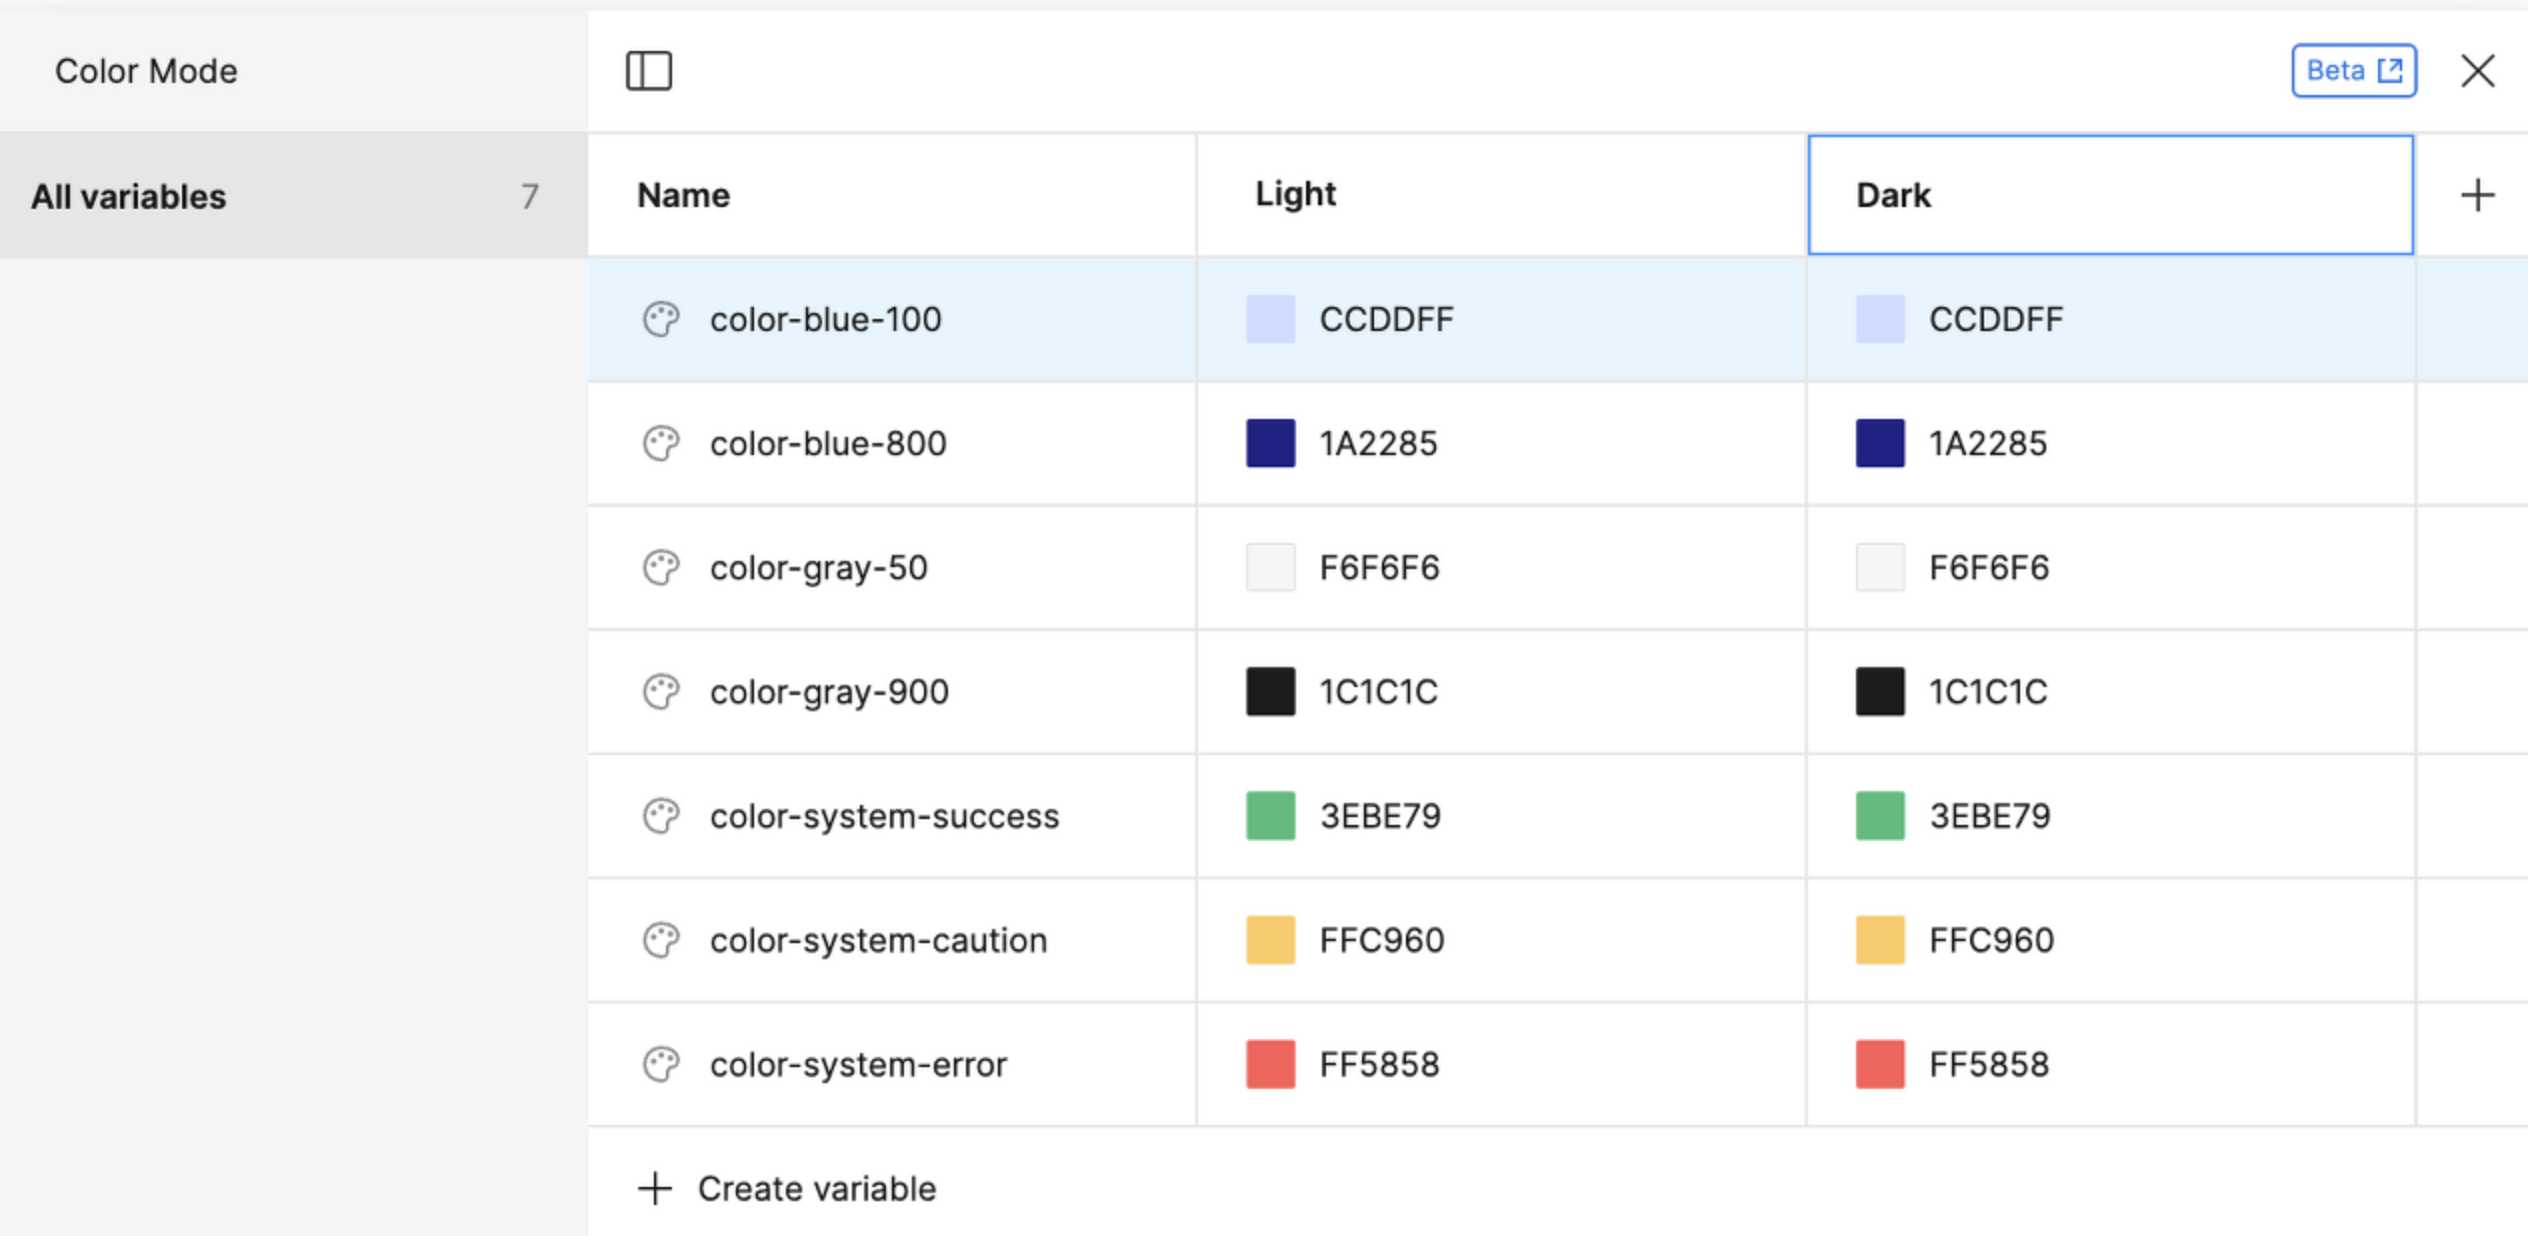 Color Mode
Beta
All variables 7
Name Light Dark
color-blue-100 CCDDFF CCDDFF
color-blue-800 1A2285 1A2285
color-gray-50 F6F6F6 F6F6F6
color-gray-900 1C1C1C 1C1C1C
color-system-success 3EBE79 3EBE79
color-system-caution FFC960 FFC960
color-system-error FF5858 FF5858
Create variable